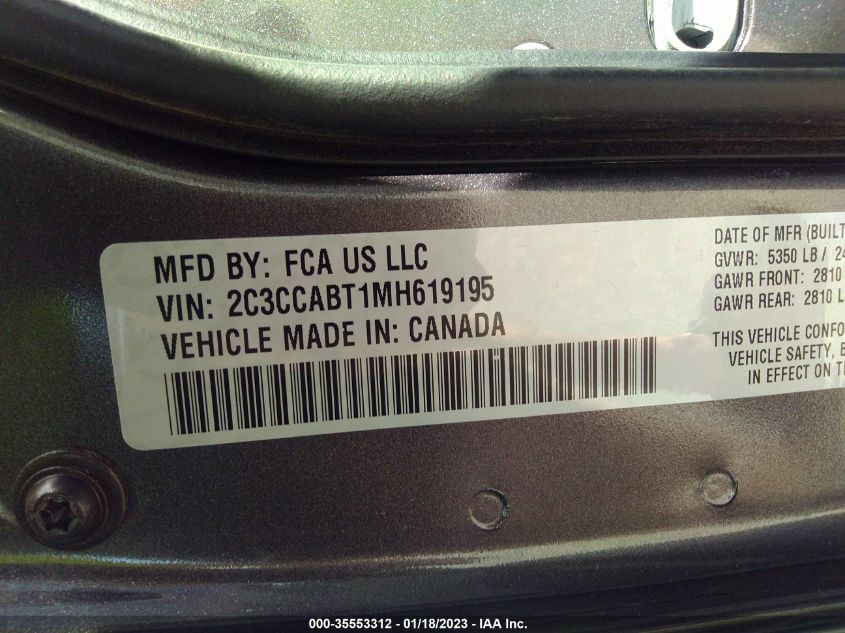 MFD BY: FCA US LLC
VIN: 2C3CCABT1MH619195
VEHICLE MADE IN: CANADA
DATE OF MFR (BUILT
GVWR: 5350 LB / 24
GAWR FRONT: 2810
GAWR REAR: 2810 L
THIS VEHICLE CONFO
VEHICLE SAFETY, B
IN EFFECT ON T
000-35553312 / 01/18/2023 - IAA Inc.